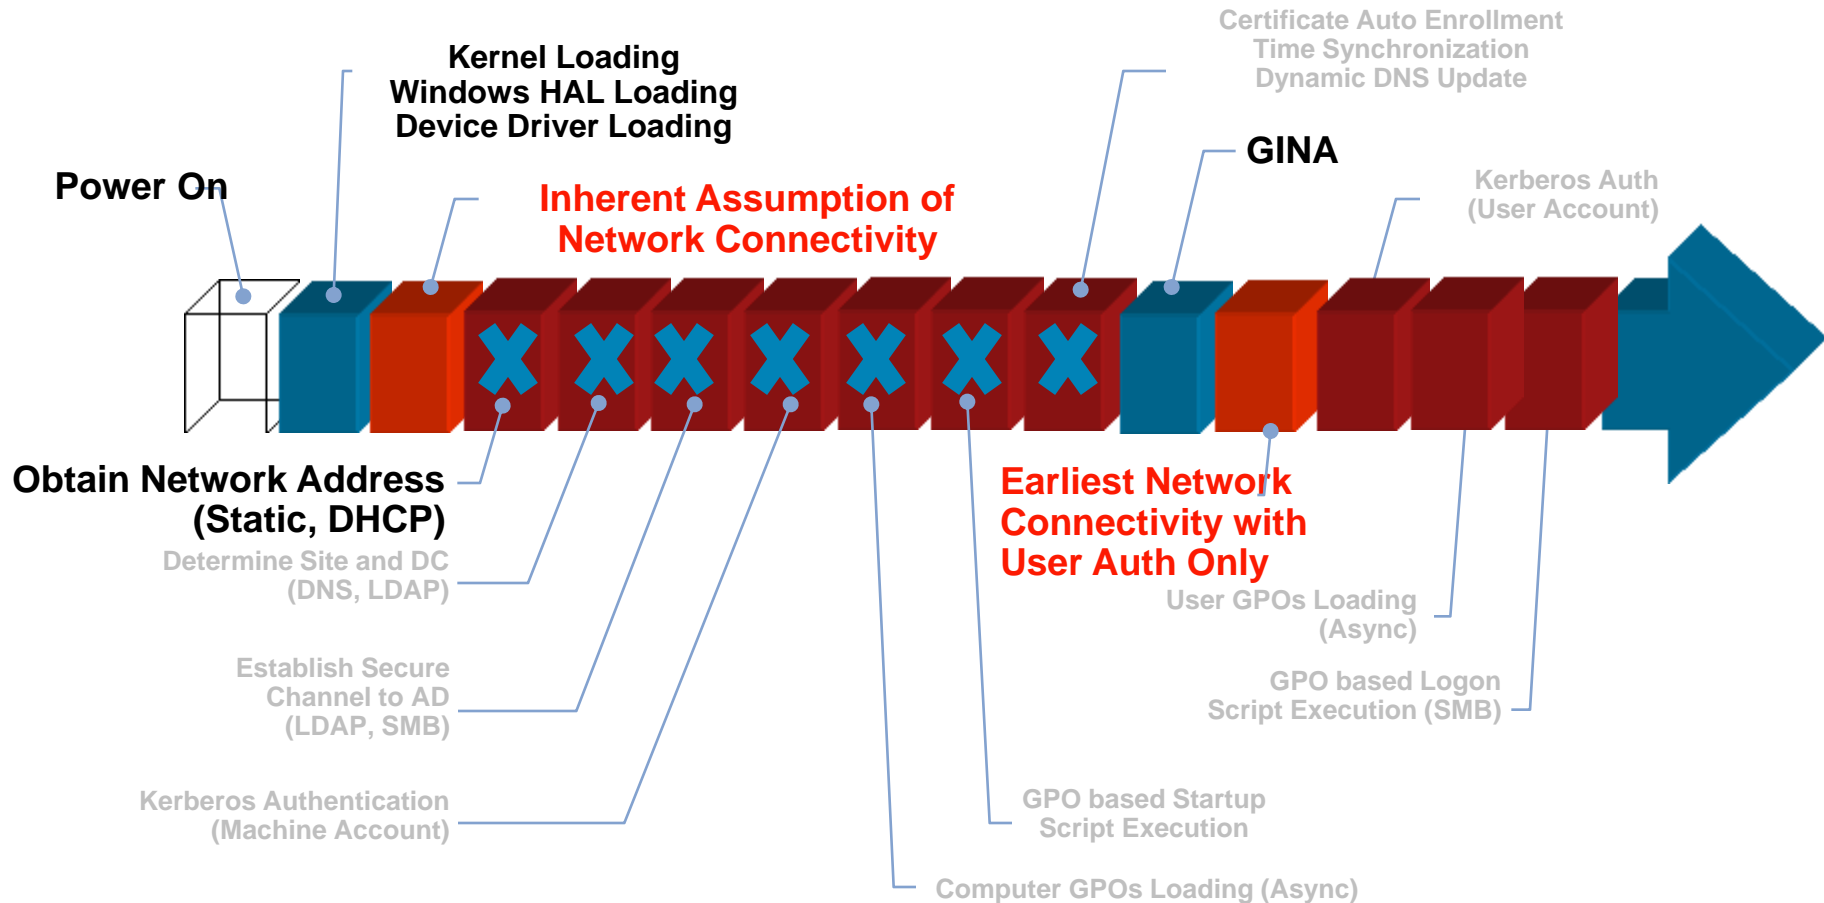 Certificate Auto Enrollment
Time Synchronization
Dynamic DNS Update
Kernel Loading
Windows HAL Loading
Device Driver Loading
GINA
Power On
Inherent Assumption of
Network Connectivity
Kerberos Auth
(User Account)
Obtain Network Address
(Static, DHCP)
Determine Site and DC
(DNS, LDAP)
Establish Secure
Channel to AD
(LDAP, SMB)
Kerberos Authentication
(Machine Account)
Earliest Network
Connectivity with
User Auth Only
User GPOs Loading
(Async)
GPO based Logon
Script Execution (SMB)
GPO based Startup
Script Execution
Computer GPOs Loading (Async)